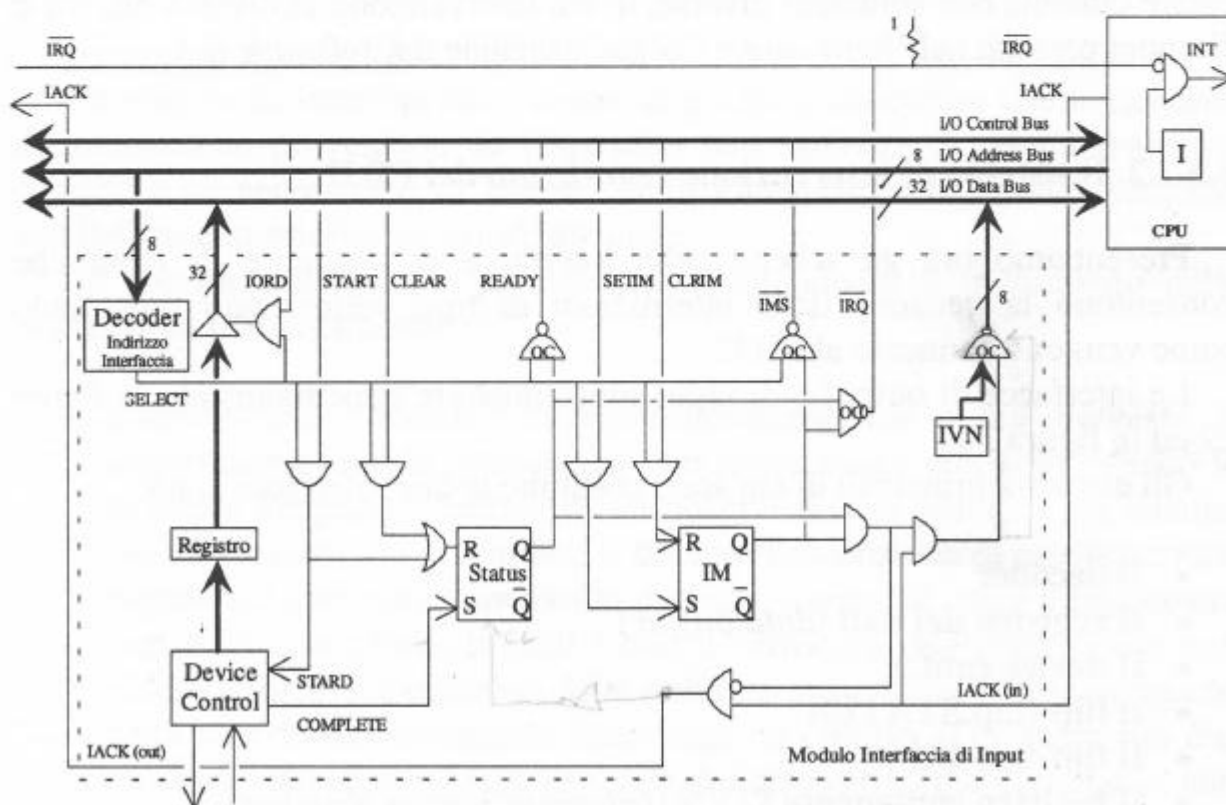 1
IRQ
IRQ
INT
IACK
IACK
I/O Control Bus
8
I/O Address Bus
I
32
I/O Data Bus
CPU
8
32
IORD
START
CLEAR
READY
SETIM
CLRIM
IMS
IRQ
8
Decoder
Indirizzo
Interfaccia
OC
OC
OC
OC
SELECT
IVN
Registro
R
Q
Status
Q
S
R
Q
IM
Q
S
Device
Control
STARD
COMPLETE
IACK (in)
IACK (out)
Modulo Interfaccia di Input